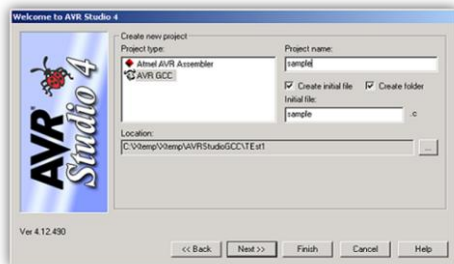 Welcome to AVR Studio 4
Create new project
Project type:
Atmel AVR Assembler
AVR GCC
Project name:
sample
Create initial file
Create folder
Initial file:
sample
.c
Location:
C:\Xtemp\Xtemp\AVRStudioGCC\TEst1
...
AVR Studio 4
Ver 4.12.490
<< Back
Next >>
Finish
Cancel
Help